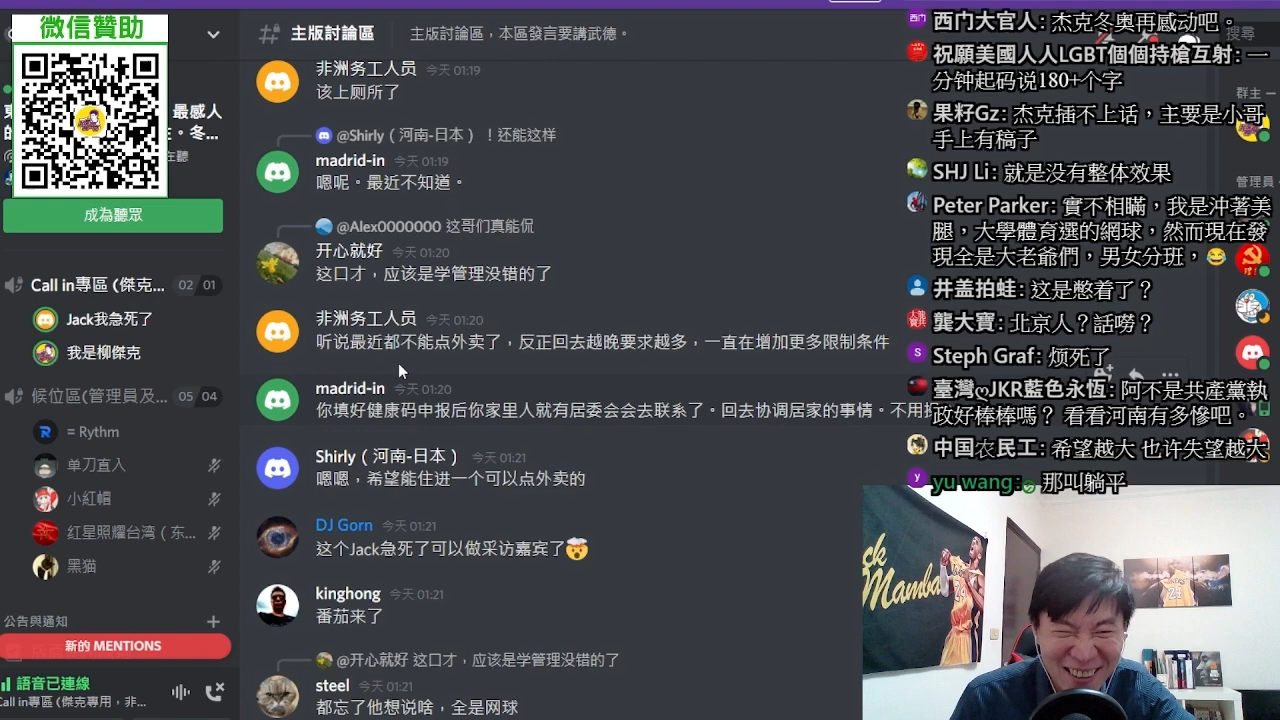 微信贊助
最感人
。冬...
在聽
成為聽眾
Call in專區 (傑克... 02 01
Jack我急死了
我是柳傑克
候位區(管理員及... 05 04
= Rythm
单刀直入
小紅帽
红星照耀台湾（东...
黑猫
公告與通知
新的 MENTIONS
語音已連線
Call in專區 (傑克專用，非...
主版討論區 主版討論區，本區發言要講武德。
非洲务工人员 今天 01:19
该上厕所了
@Shirly（河南-日本） ！还能这样
madrid-in 今天 01:19
嗯呢。最近不知道。
@Alex0000000 这哥们真能侃
开心就好 今天 01:20
这口才，应该是学管理没错的了
非洲务工人员 今天 01:20
听说最近都不能点外卖了，反正回去越晚要求越多，一直在增加更多限制条件
madrid-in 今天 01:20
你填好健康码申报后你家里人就有居委会会去联系了。回去协调居家的事情。不用
Shirly（河南-日本） 今天 01:21
嗯嗯，希望能住进一个可以点外卖的
DJ Gorn 今天 01:21
这个Jack急死了可以做采访嘉宾了🤯
kinghong 今天 01:21
番茄来了
@开心就好 这口才，应该是学管理没错的了
steel 今天 01:21
都忘了他想说啥，全是网球
西门大官人: 杰克冬奥再感动吧。
祝願美國人人LGBT個個持槍互射: 一
分钟起码说180+个字
果籽Gz: 杰克插不上话，主要是小哥
手上有稿子
SHJ Li: 就是没有整体效果
Peter Parker: 實不相瞞，我是沖著美
腿，大學體育選的網球，然而現在發
現全是大老爺們，男女分班，😂
井盖拍蛙: 这是憋着了？
龔大寶: 北京人？話嘮？
Steph Graf: 烦死了
臺灣ღJKR藍色永恆: 阿不是共產黨執
政好棒棒嗎？ 看看河南有多慘吧。
中国农民工: 希望越大 也许失望越大
yu wang: 那叫躺平
搜尋
群主 —
管理員
Mamba
24